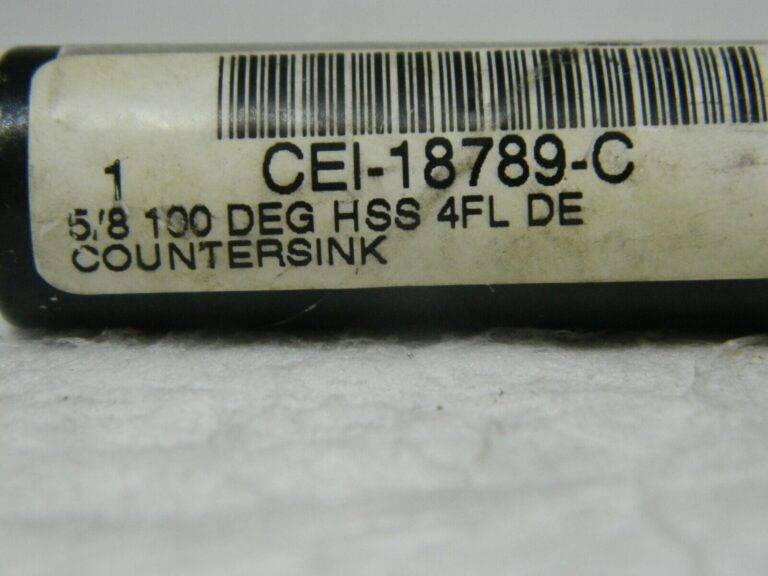 1 CEI-18789-C
5/8 100 DEG HSS 4FL DE
COUNTERSINK